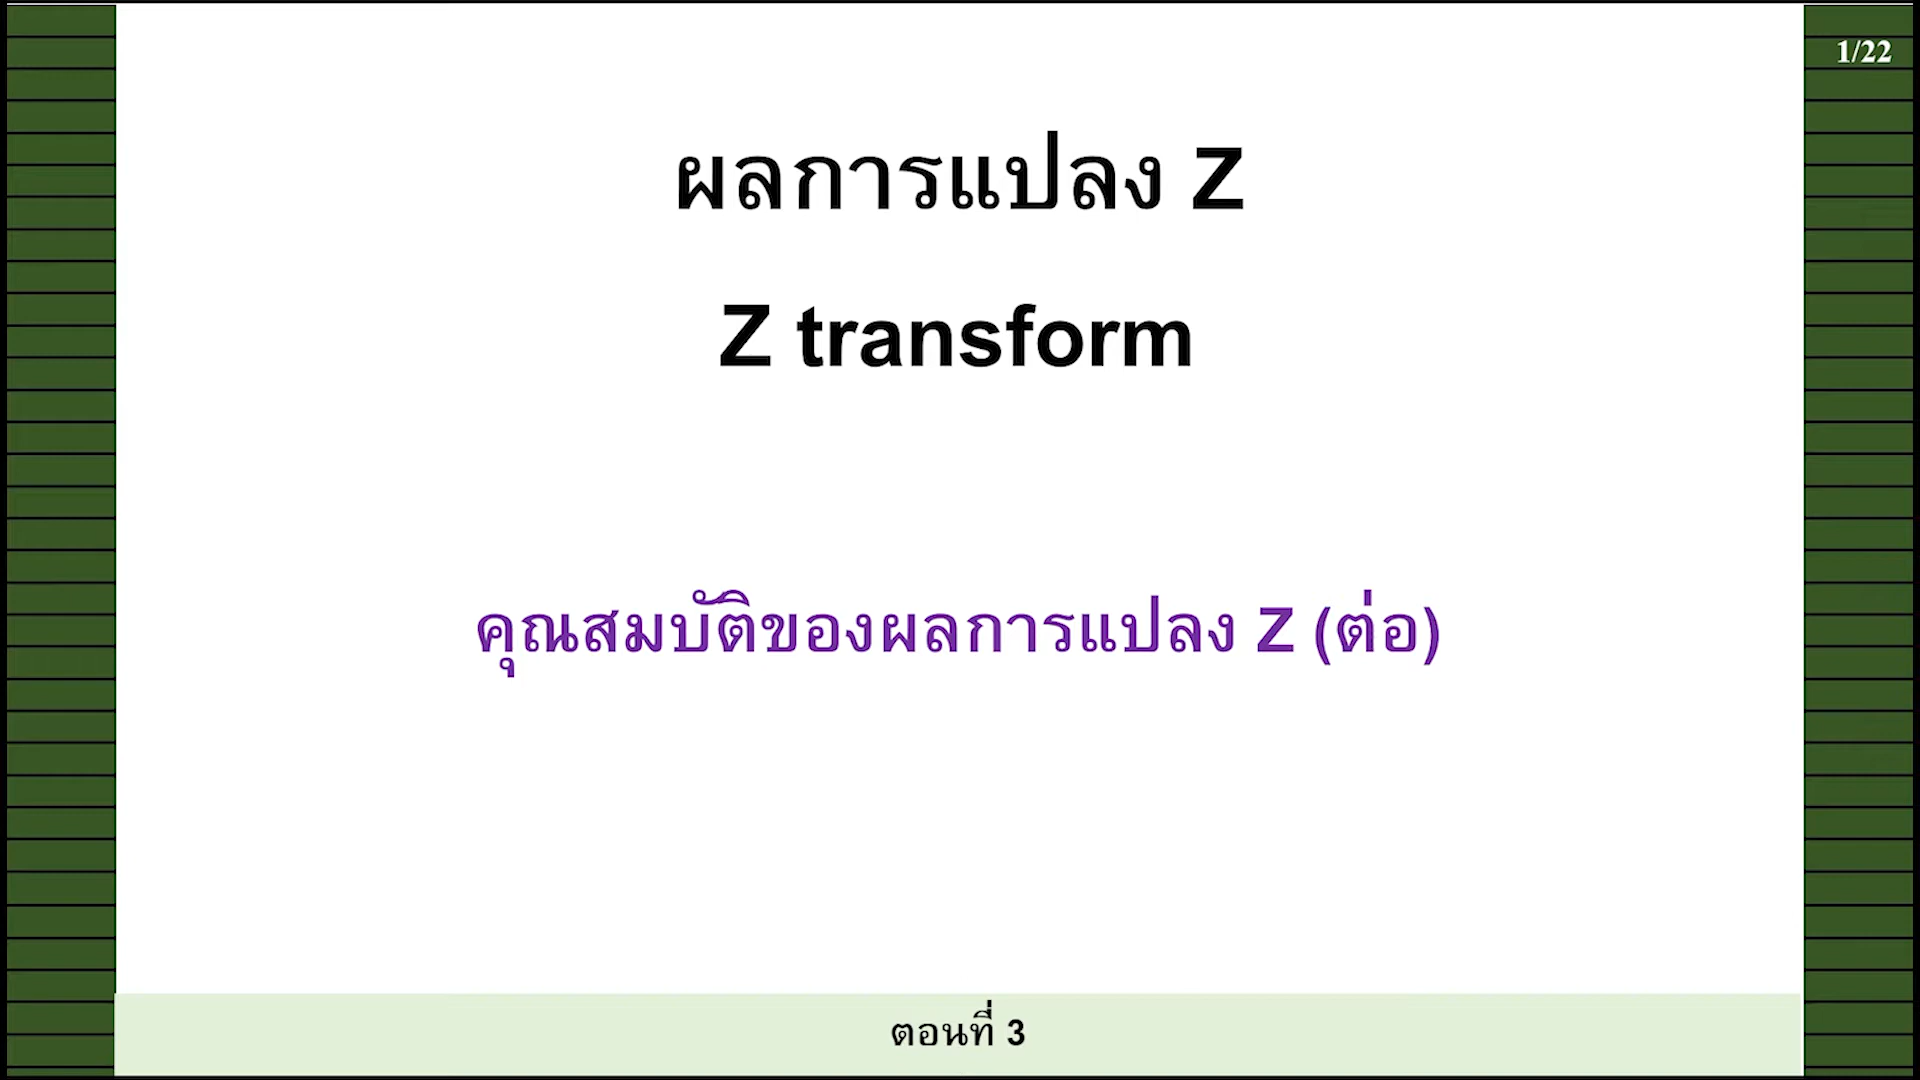 1/22
ผลการแปลง Z
Z transform
คุณสมบัติของผลการแปลง Z (ต่อ)
ตอนที่ 3